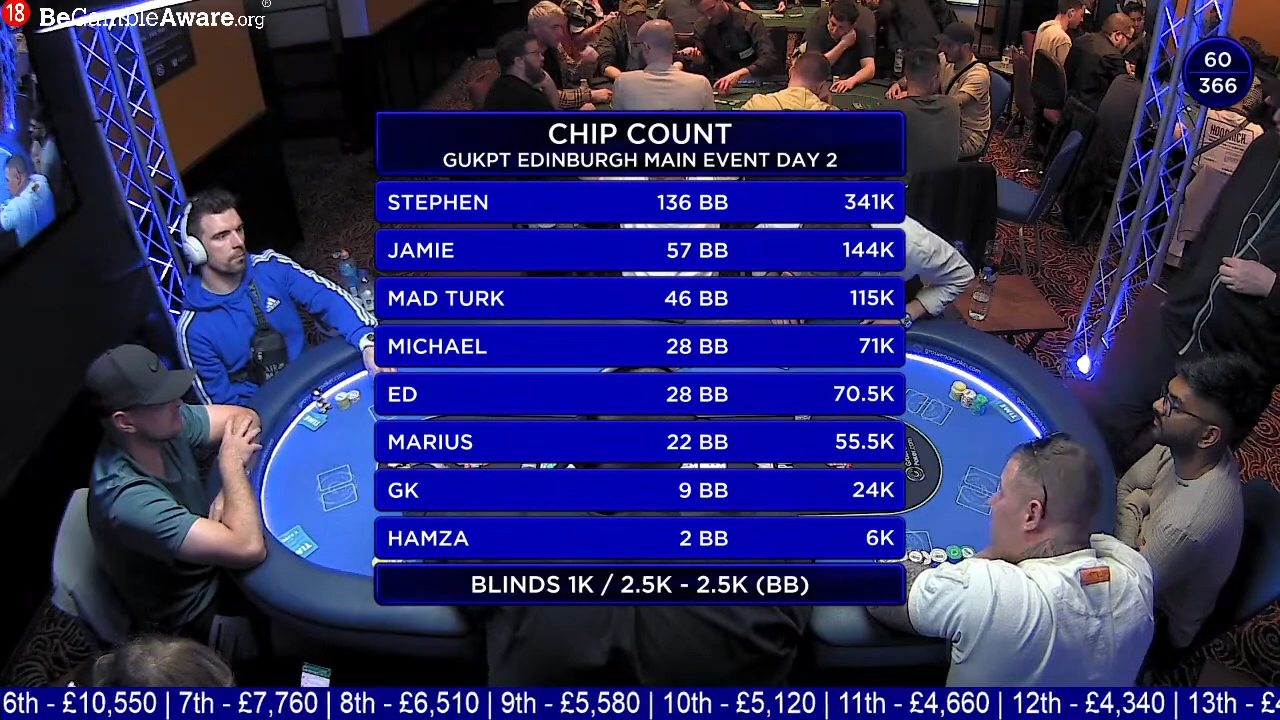 18 BeGambleAware.org®
60
366
CHIP COUNT
GUKPT EDINBURGH MAIN EVENT DAY 2
STEPHEN 136 BB 341K
JAMIE 57 BB 144K
MAD TURK 46 BB 115K
MICHAEL 28 BB 71K
ED 28 BB 70.5K
MARIUS 22 BB 55.5K
GK 9 BB 24K
HAMZA 2 BB 6K
BLINDS 1K / 2.5K - 2.5K (BB)
6th - £10,550 | 7th - £7,760 | 8th - £6,510 | 9th - £5,580 | 10th - £5,120 | 11th - £4,660 | 12th - £4,340 | 13th -